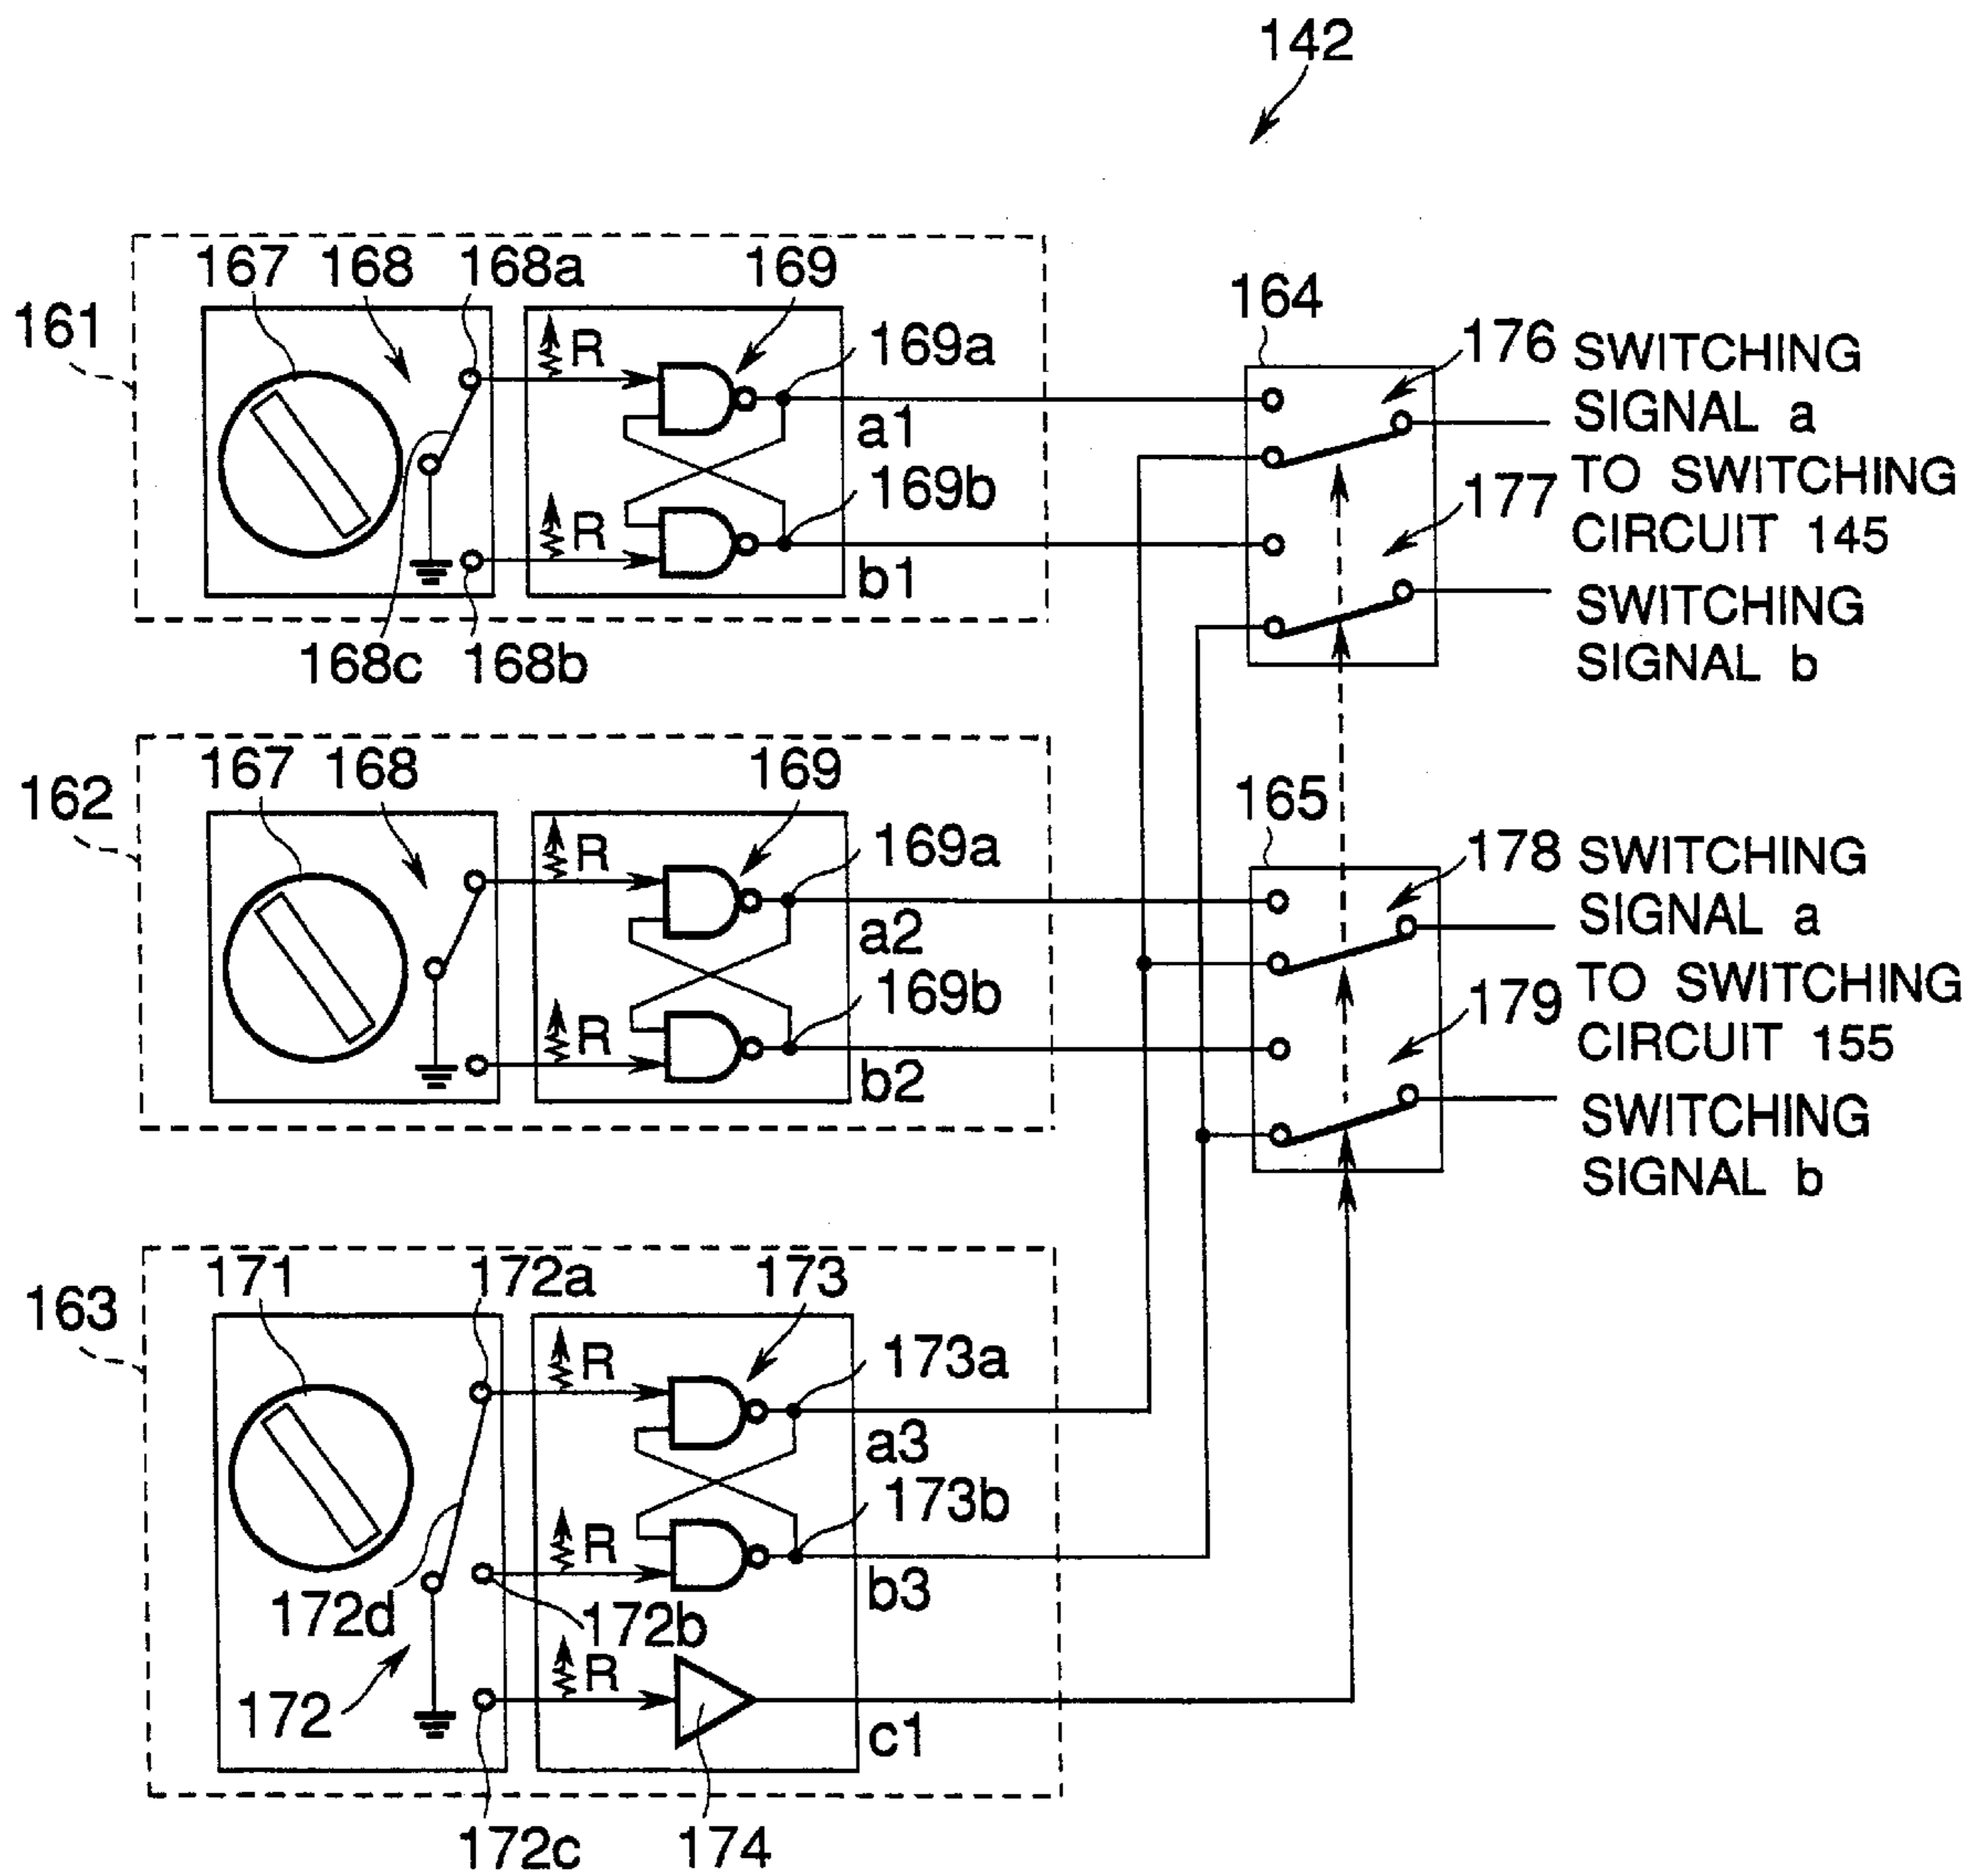 142
167 168 168a 169
161
R
169a
a1
169b
R
b1
168c 168b
164
176 SWITCHING
SIGNAL a
177 TO SWITCHING
CIRCUIT 145
SWITCHING
SIGNAL b
167 168 169
162
R
169a
a2
169b
R
b2
165
178 SWITCHING
SIGNAL a
179 TO SWITCHING
CIRCUIT 155
SWITCHING
SIGNAL b
171 172a 173
163
R
173a
a3
173b
R
b3
172d 172b
R
172
c1
172c 174